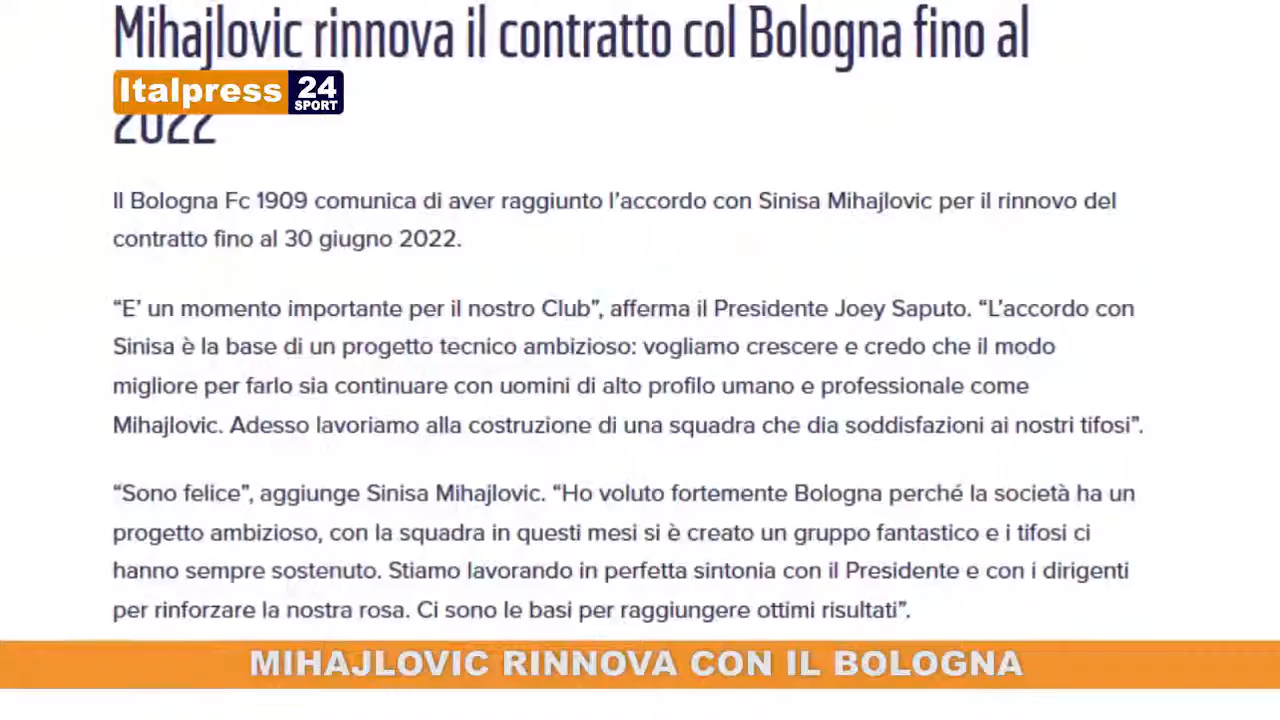 Mihajlovic rinnova il contratto col Bologna fino al
Italpress 24 SPORT
2022
Il Bologna Fc 1909 comunica di aver raggiunto l'accordo con Sinisa Mihajlovic per il rinnovo del
contratto fino al 30 giugno 2022.
“E’ un momento importante per il nostro Club”, afferma il Presidente Joey Saputo. “L’accordo con
Sinisa è la base di un progetto tecnico ambizioso: vogliamo crescere e credo che il modo
migliore per farlo sia continuare con uomini di alto profilo umano e professionale come
Mihajlovic. Adesso lavoriamo alla costruzione di una squadra che dia soddisfazioni ai nostri tifosi”.
“Sono felice”, aggiunge Sinisa Mihajlovic. “Ho voluto fortemente Bologna perché la società ha un
progetto ambizioso, con la squadra in questi mesi si è creato un gruppo fantastico e i tifosi ci
hanno sempre sostenuto. Stiamo lavorando in perfetta sintonia con il Presidente e con i dirigenti
per rinforzare la nostra rosa. Ci sono le basi per raggiungere ottimi risultati”.
MIHAJLOVIC RINNOVA CON IL BOLOGNA